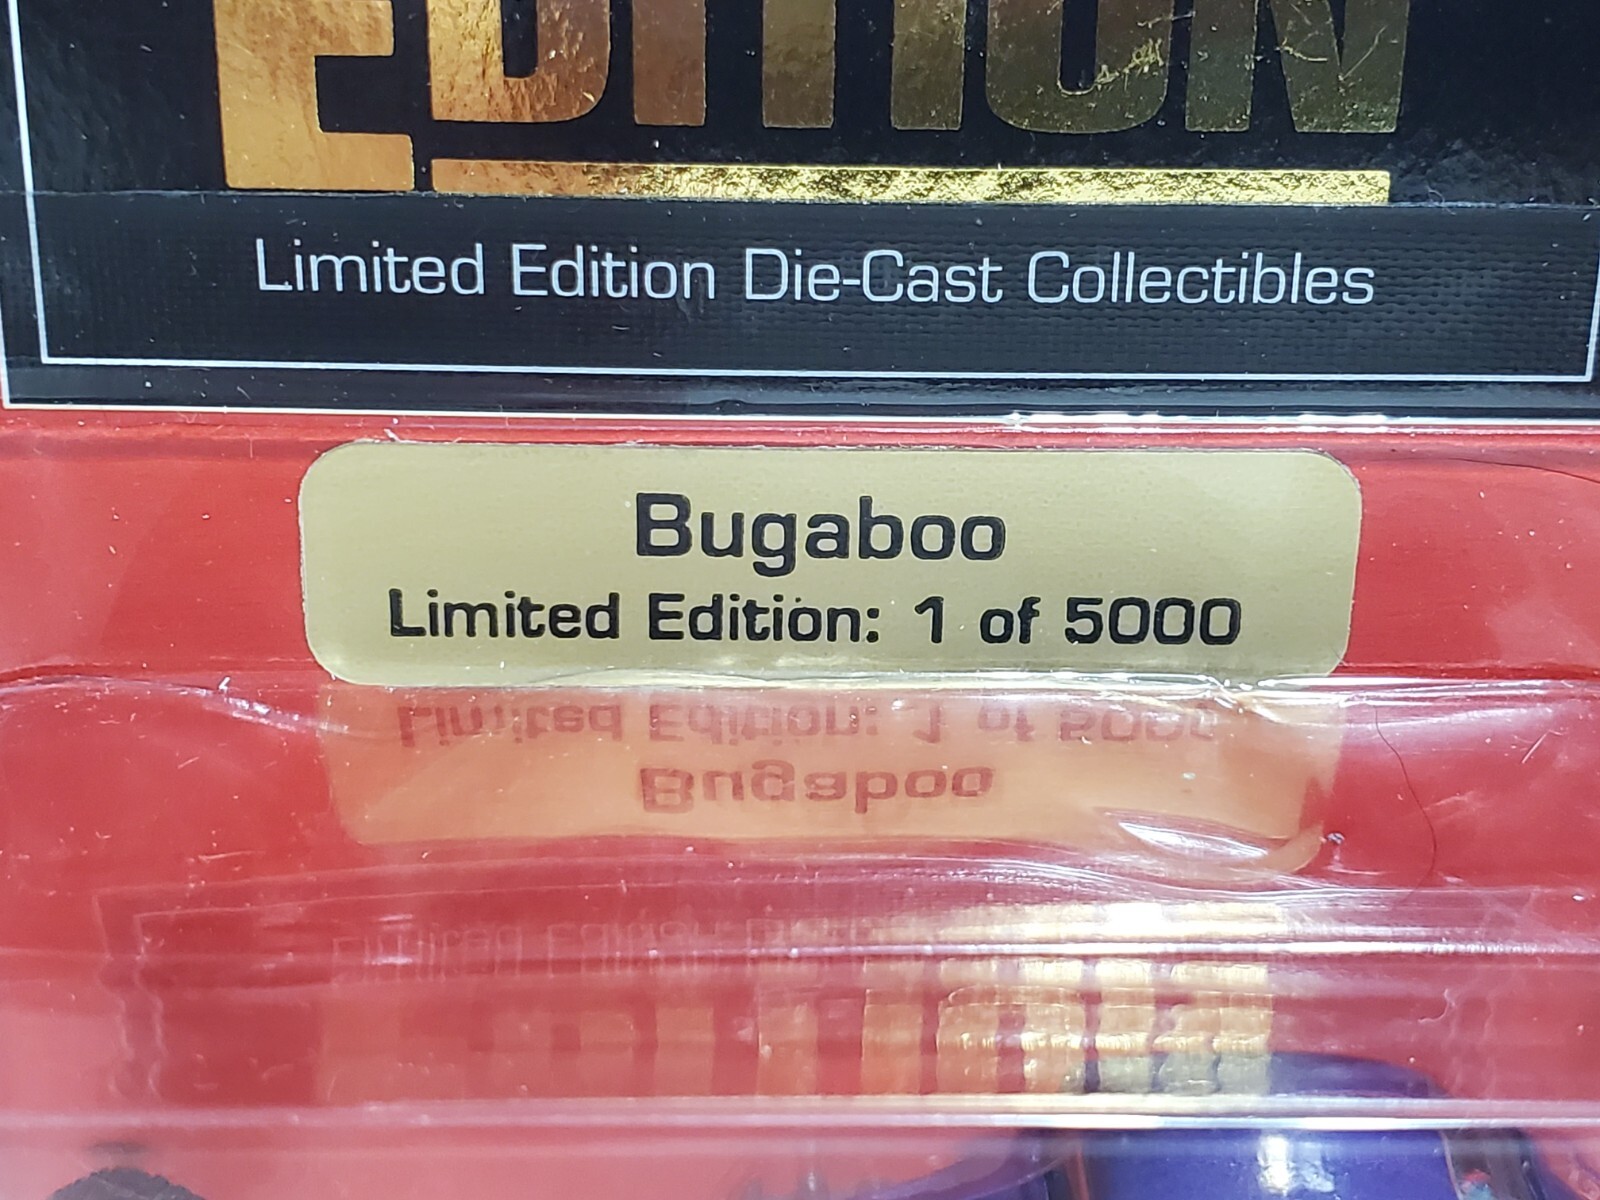 EDITION
Limited Edition Die-Cast Collectibles
Bugaboo
Limited Edition: 1 of 5000